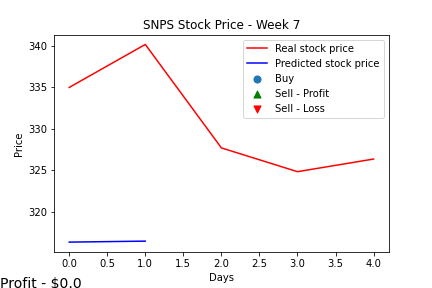 SNPS Stock Price - Week 7
Real stock price
Predicted stock price
Buy
Sell - Profit
Sell - Loss
340
335
330
325
320
Price
0.0 0.5 1.0 1.5 2.0 2.5 3.0 3.5 4.0
Days
Profit - $0.0